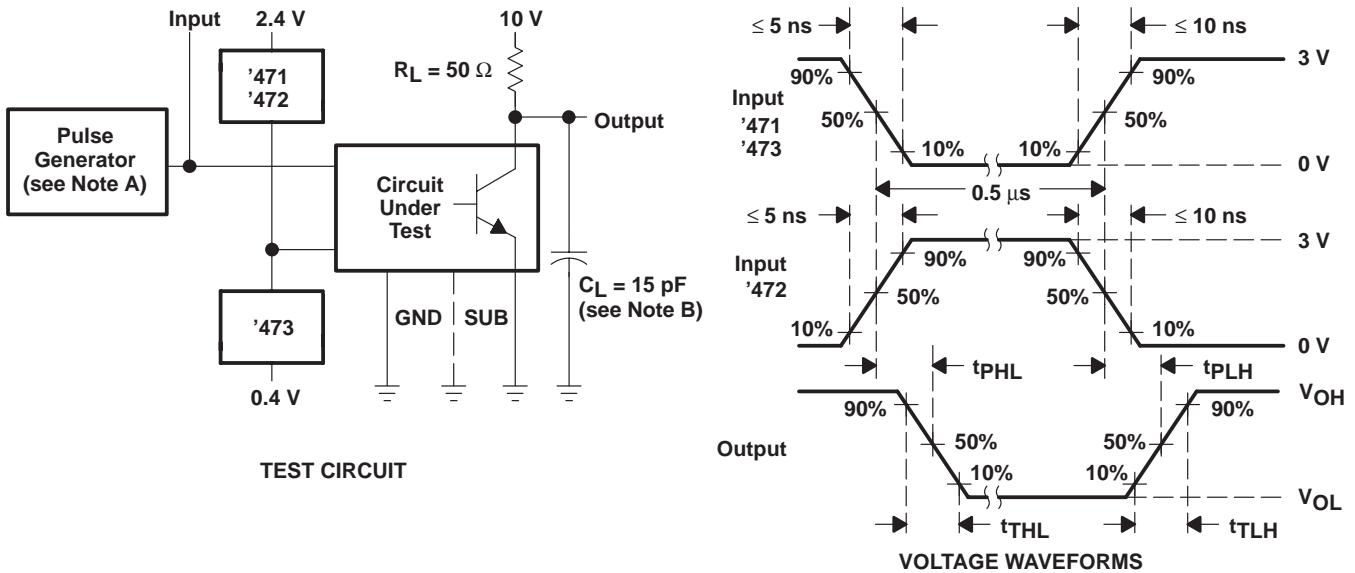 Input
2.4 V
10 V
’471
’472
RL = 50 Ω
Output
Pulse
Generator
(see Note A)
Circuit
Under
Test
CL = 15 pF
(see Note B)
’473
GND
SUB
0.4 V
TEST CIRCUIT
≤ 5 ns
≤ 10 ns
3 V
90%
90%
Input
’471
’473
50%
50%
10%
10%
0 V
0.5 μs
≤ 5 ns
≤ 10 ns
3 V
90%
90%
Input
’472
50%
50%
10%
10%
0 V
tPHL
tPLH
VOH
90%
90%
Output
50%
50%
10%
10%
VOL
tTHL
tTLH
VOLTAGE WAVEFORMS